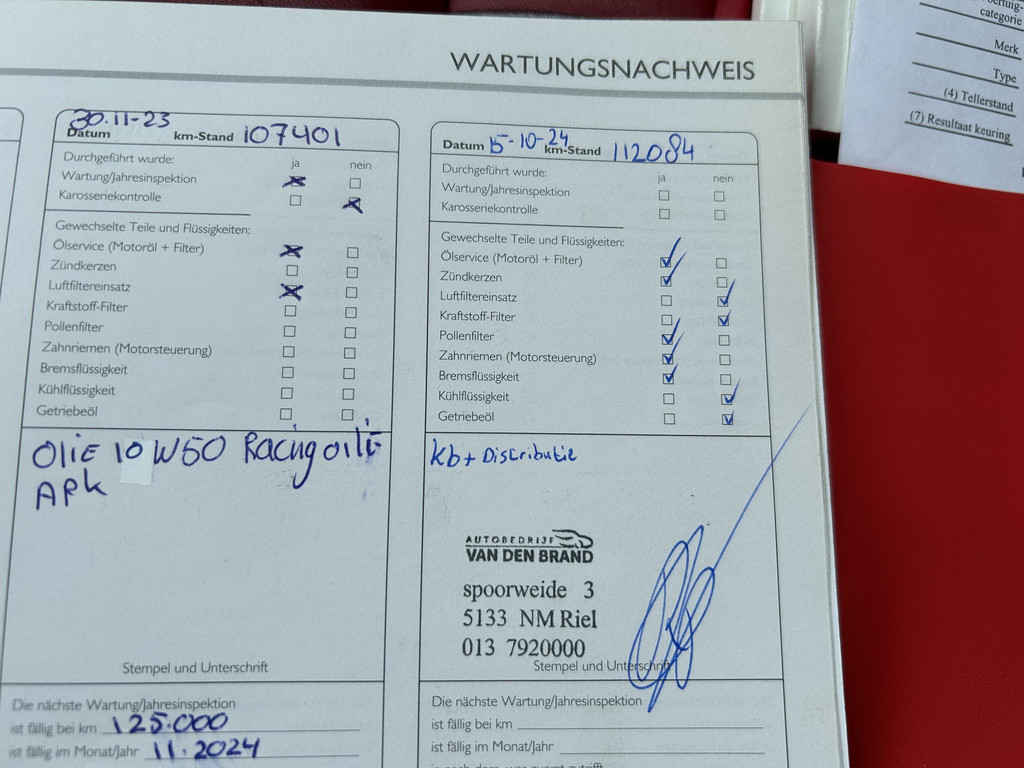 WARTUNGSNACHWEIS
30-11-23
Datum km-Stand 107401
Durchgeführt wurde: ja nein
Wartung/Jahresinspektion
Karosseriekontrolle
Gewechselte Teile und Flüssigkeiten:
Ölservice (Motoröl + Filter)
Zündkerzen
Luftfiltereinsatz
Kraftstoff-Filter
Pollenfilter
Zahnriemen (Motorsteuerung)
Bremsflüssigkeit
Kühlflüssigkeit
Getriebeöl
OliE 10 W50 Racing
APK
Stempel und Unterschrift
Die nächste Wartung/Jahresinspektion
ist fällig bei km 125.000
ist fällig im Monat/Jahr 11.2024
Datum 15-10-24 km-Stand 112084
Durchgeführt wurde: ja nein
Wartung/Jahresinspektion
Karosseriekontrolle
Gewechselte Teile und Flüssigkeiten:
Ölservice (Motoröl + Filter)
Zündkerzen
Luftfiltereinsatz
Kraftstoff-Filter
Pollenfilter
Zahnriemen (Motorsteuerung)
Bremsflüssigkeit
Kühlflüssigkeit
Getriebeöl
Kb + Distributie
AUTOBEDRIJF
VAN DEN BRAND
spoorweide 3
5133 NM Riel
013 7920000
Stempel und Unterschrift
Die nächste Wartung/Jahresinspektion
ist fällig bei km
ist fällig im Monat/Jahr
categorie
Merk
Type
(4) Tellerstand
(7) Resultaat keuring